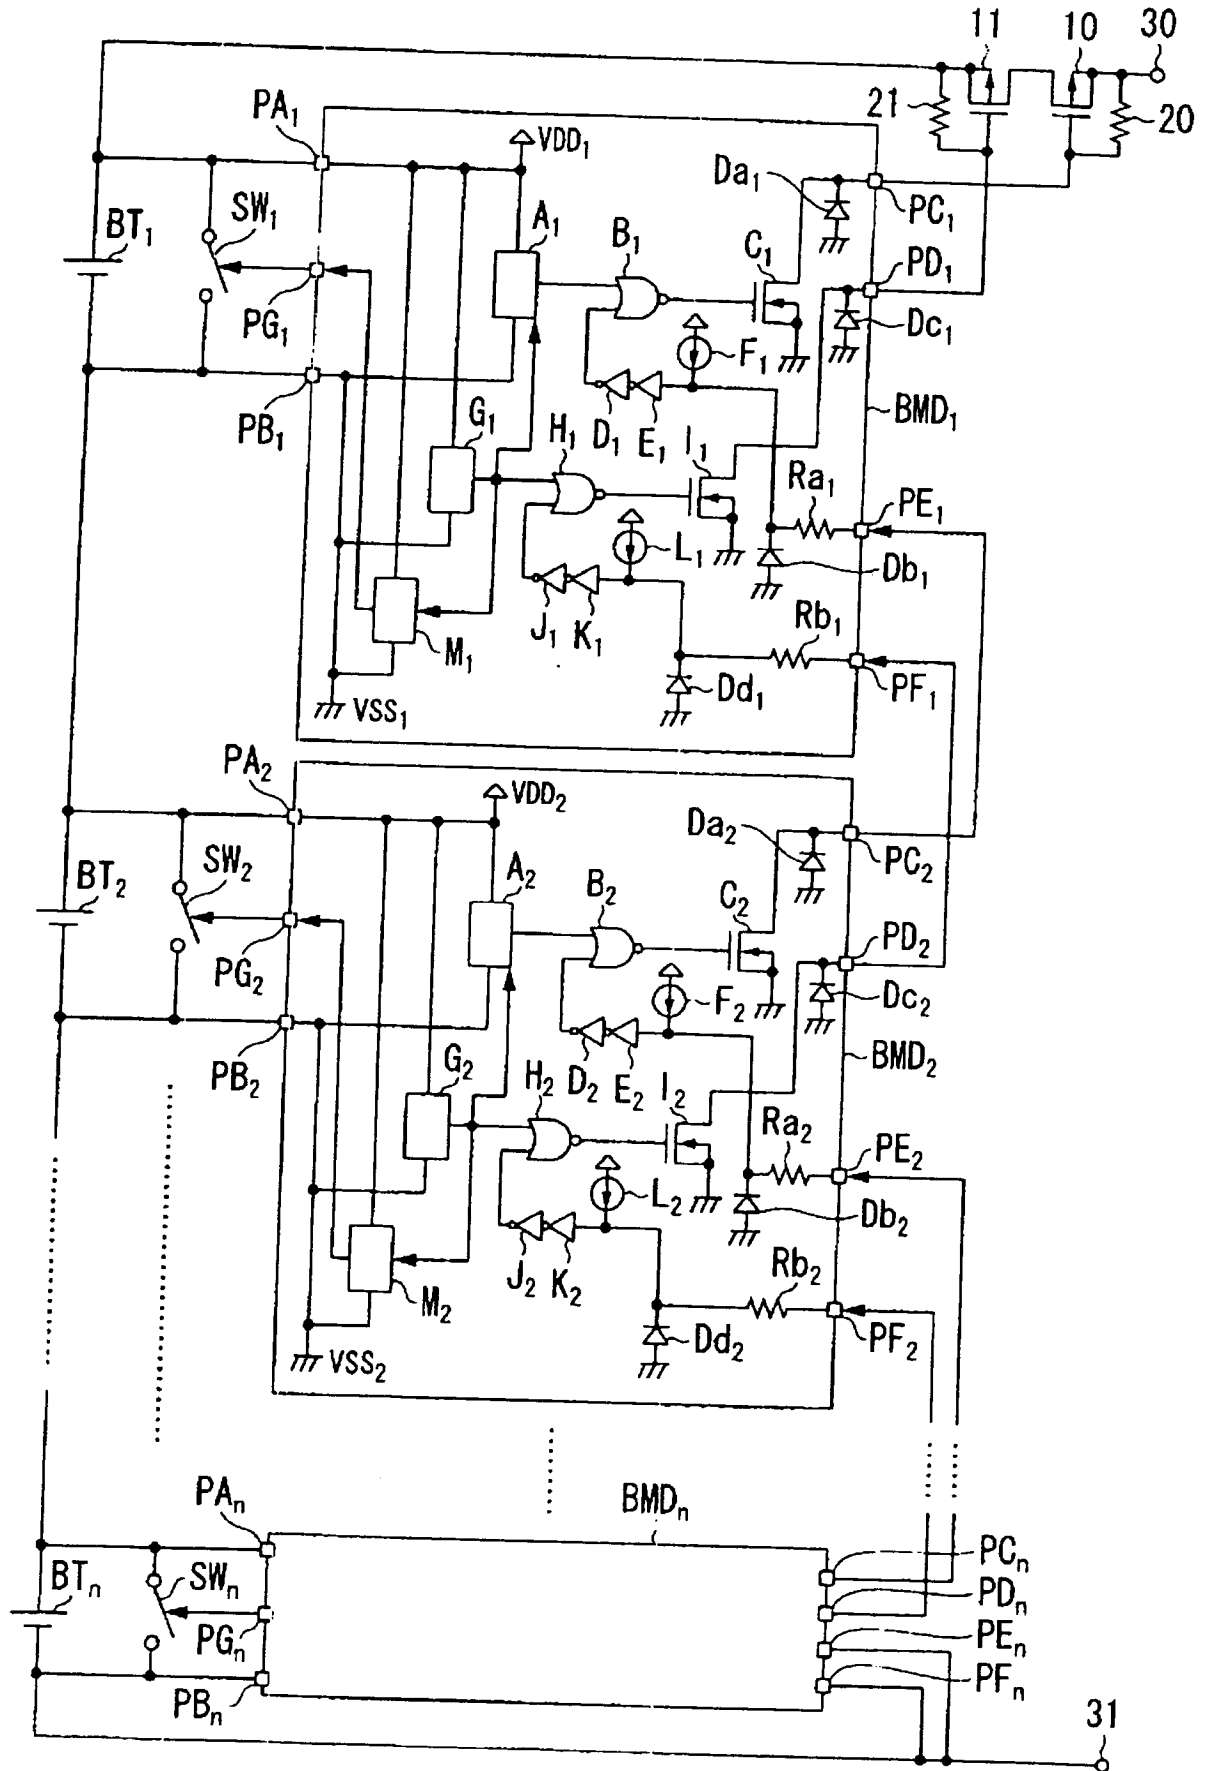 11 10 30
PA₁ 21 20
VDD₁
Da₁
PC₁
SW₁ A₁ B₁ C₁
BT₁
PD₁
PG₁ F₁ Dc₁
PB₁ G₁ H₁ D₁ E₁ I₁ BMD₁
Ra₁ PE₁
L₁
Db₁
J₁ K₁ Rb₁
M₁
Dd₁ PF₁
VSS₁
PA₂
VDD₂
Da₂
PC₂
SW₂ A₂ B₂ C₂
BT₂
PD₂
PG₂ F₂ Dc₂
PB₂ G₂ H₂ D₂ E₂ I₂ BMD₂
Ra₂ PE₂
L₂
Db₂
J₂ K₂ Rb₂
M₂
Dd₂ PF₂
VSS₂
PAₙ BMDₙ
PCₙ
BTₙ SWₙ
PDₙ
PGₙ PEₙ
PBₙ PFₙ
31